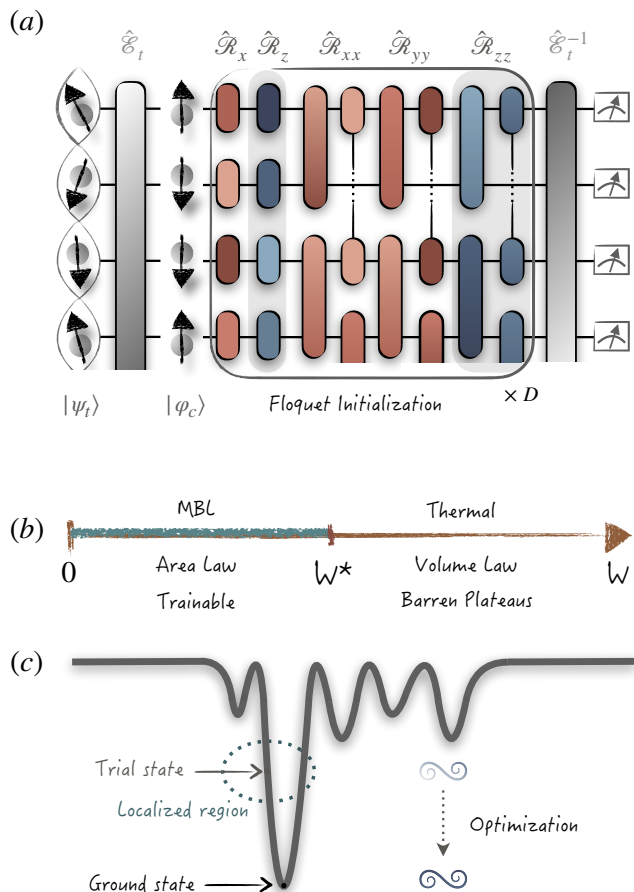 (a)
ℰ̂_t ℛ̂_x ℛ̂_z ℛ̂_xx ℛ̂_yy ℛ̂_zz ℰ̂_t^{-1}
|ψ_t⟩ |φ_c⟩ Floquet Initialization × D
(b)
MBL Thermal
0 W* W
Area Law Volume Law
Trainable Barren Plateaus
(c)
Trial state
Localized region
Optimization
Ground state